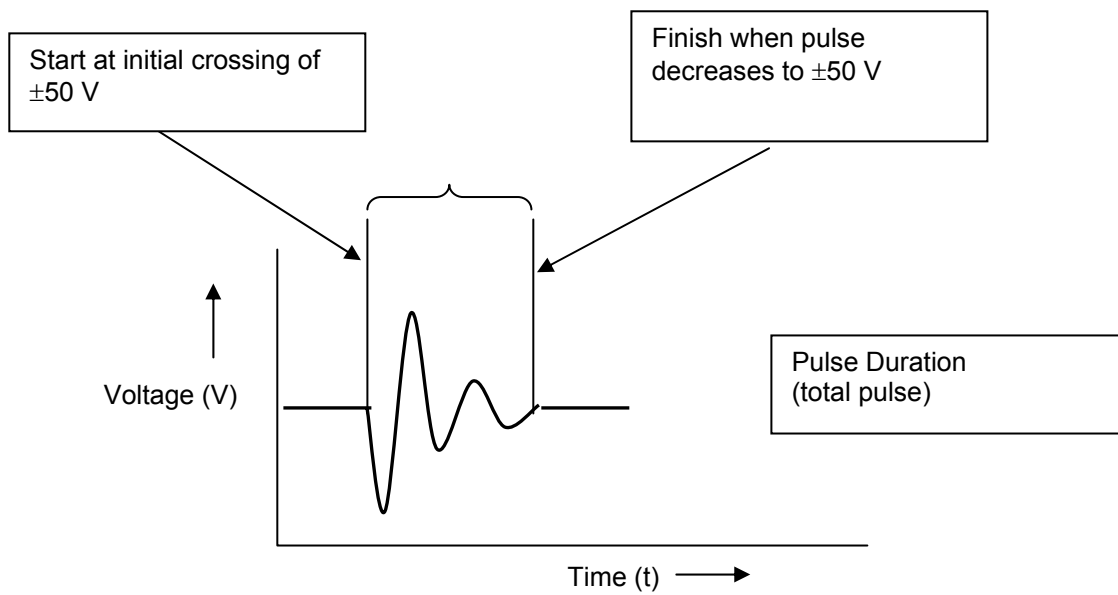 Start at initial crossing of
±50 V
Finish when pulse
decreases to ±50 V
Voltage (V)
Pulse Duration
(total pulse)
Time (t)